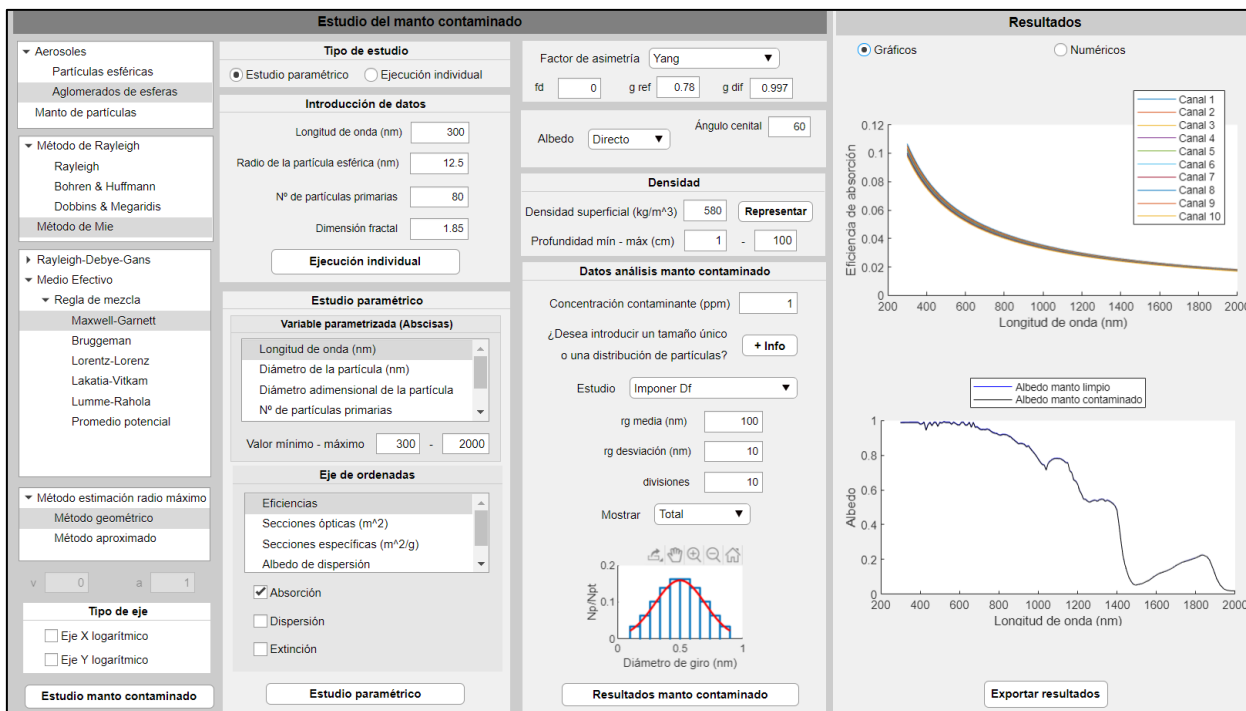 Estudio del manto contaminado
Aerosoles
Partículas esféricas
Aglomerados de esferas
Manto de partículas
Método de Rayleigh
Rayleigh
Bohren & Huffmann
Dobbins & Megaridis
Método de Mie
Rayleigh-Debye-Gans
Medio Efectivo
Regla de mezcla
Maxwell-Garnett
Bruggeman
Lorentz-Lorenz
Lakatia-Vitkam
Lumme-Rahola
Promedio potencial
Método estimación radio máximo
Método geométrico
Método aproximado
v 0 a 1
Tipo de eje
Eje X logarítmico
Eje Y logarítmico
Estudio manto contaminado
Tipo de estudio
Estudio paramétrico Ejecución individual
Introducción de datos
Longitud de onda (nm) 300
Radio de la partícula esférica (nm) 12.5
Nº de partículas primarias 80
Dimensión fractal 1.85
Ejecución individual
Estudio paramétrico
Variable parametrizada (Abscisas)
Longitud de onda (nm)
Diámetro de la partícula (nm)
Diámetro adimensional de la partícula
Nº de partículas primarias
Valor mínimo - máximo 300 - 2000
Eje de ordenadas
Eficiencias
Secciones ópticas (m^2)
Secciones específicas (m^2/g)
Albedo de dispersión
Absorción
Dispersión
Extinción
Estudio paramétrico
Factor de asimetría Yang
fd 0 g ref 0.78 g dif 0.997
Albedo Directo Ángulo cenital 60
Densidad
Densidad superficial (kg/m^3) 580 Representar
Profundidad mín - máx (cm) 1 - 100
Datos análisis manto contaminado
Concentración contaminante (ppm) 1
¿Desea introducir un tamaño único
o una distribución de partículas? + Info
Estudio Imponer Df
rg media (nm) 100
rg desviación (nm) 10
divisiones 10
Mostrar Total
0.2
0.1
0
Np/Npt
0 0.5 1
Diámetro de giro (nm)
Resultados manto contaminado
Resultados
Gráficos Numéricos
Canal 1
Canal 2
Canal 3
Canal 4
Canal 5
Canal 6
Canal 7
Canal 8
Canal 9
Canal 10
0.12
0.1
0.08
0.06
0.04
0.02
0
Eficiencia de absorción
200 400 600 800 1000 1200 1400 1600 1800 2000
Longitud de onda (nm)
Albedo manto limpio
Albedo manto contaminado
1
0.8
0.6
0.4
0.2
0
Albedo
200 400 600 800 1000 1200 1400 1600 1800 2000
Longitud de onda (nm)
Exportar resultados